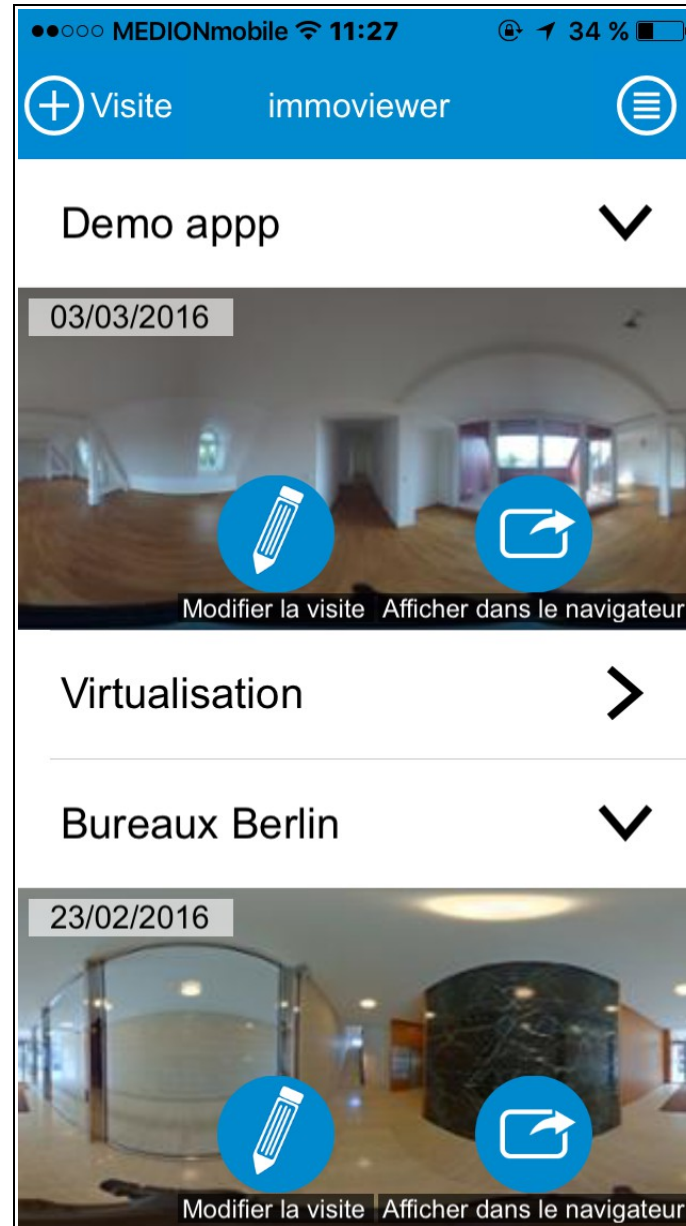 MEDIONmobile 11:27 34 %
Visite immoviewer
Demo appp
03/03/2016
Modifier la visite Afficher dans le navigateur
Virtualisation
Bureaux Berlin
23/02/2016
Modifier la visite Afficher dans le navigateur